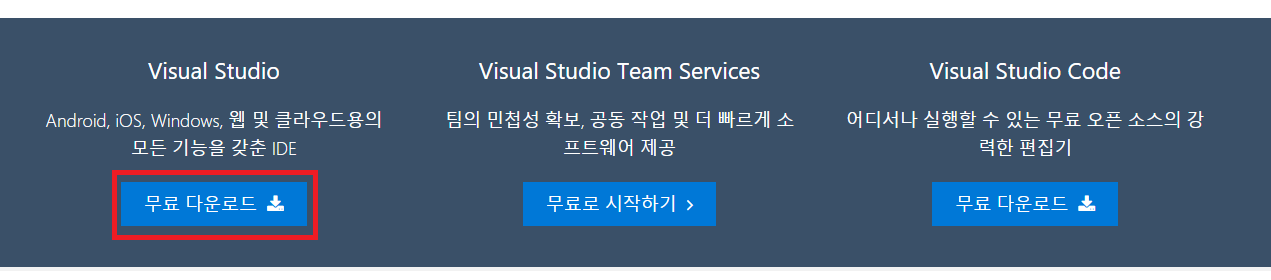 Visual Studio
Android, iOS, Windows, 웹 및 클라우드용의
모든 기능을 갖춘 IDE
무료 다운로드
Visual Studio Team Services
팀의 민첩성 확보, 공동 작업 및 더 빠르게 소
프트웨어 제공
무료로 시작하기 >
Visual Studio Code
어디서나 실행할 수 있는 무료 오픈 소스의 강
력한 편집기
무료 다운로드